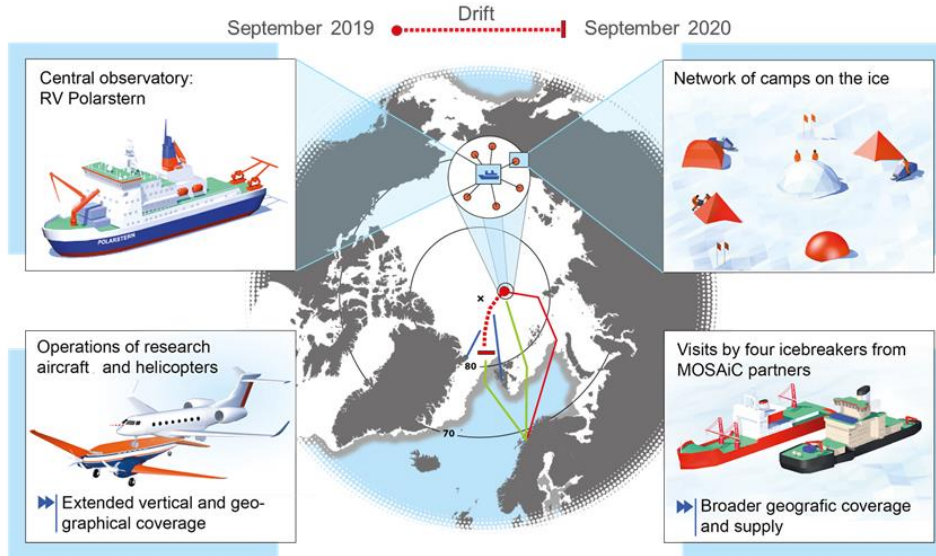 Drift
September 2019
September 2020
Central observatory:
RV Polarstern
POLARSTERN
Network of camps on the ice
×
80
70
Operations of research
aircraft and helicopters
Extended vertical and geo-
graphical coverage
Visits by four icebreakers from
MOSAiC partners
Broader geografic coverage
and supply